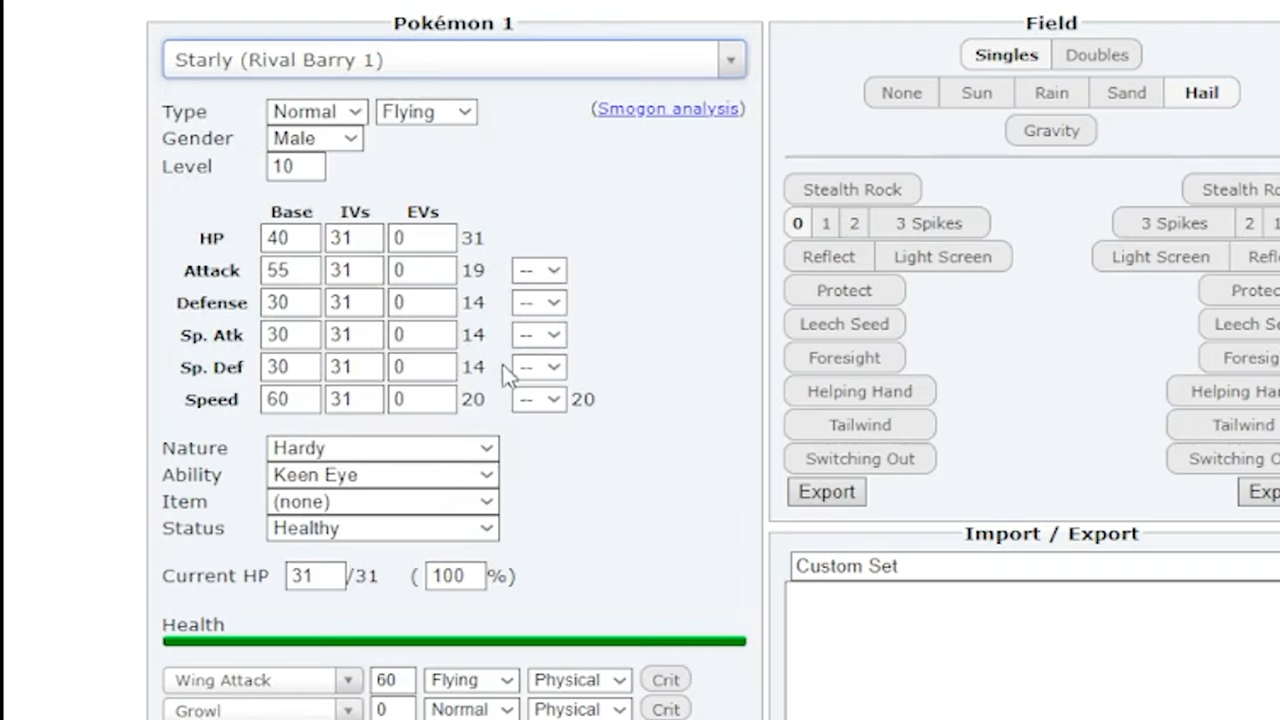 Pokémon 1
Starly (Rival Barry 1)
Type Normal Flying (Smogon analysis)
Gender Male
Level 10
Base IVs EVs
HP 40 31 0 31
Attack 55 31 0 19 --
Defense 30 31 0 14 --
Sp. Atk 30 31 0 14 --
Sp. Def 30 31 0 14 --
Speed 60 31 0 20 -- 20
Nature Hardy
Ability Keen Eye
Item (none)
Status Healthy
Current HP 31 /31 ( 100 %)
Health
Wing Attack 60 Flying Physical Crit
Growl 0 Normal Physical Crit
Field
Singles Doubles
None Sun Rain Sand Hail
Gravity
Stealth Rock Stealth
0 1 2 3 Spikes 3 Spikes 2
Reflect Light Screen Light Screen
Protect
Leech Seed Leech
Foresight
Helping Hand Helping
Tailwind Tailwind
Switching Out Switching
Export
Import / Export
Custom Set